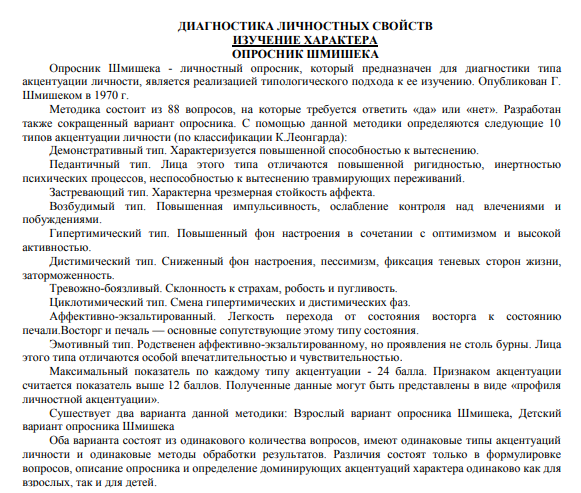 ДИАГНОСТИКА ЛИЧНОСТНЫХ СВОЙСТВ
ИЗУЧЕНИЕ ХАРАКТЕРА
ОПРОСНИК ШМИШЕКА
Опросник Шмишека - личностный опросник, который предназначен для диагностики типа
акцентуации личности, является реализацией типологического подхода к ее изучению. Опубликован Г.
Шмишеком в 1970 г.
Методика состоит из 88 вопросов, на которые требуется ответить «да» или «нет». Разработан
также сокращенный вариант опросника. С помощью данной методики определяются следующие 10
типов акцентуации личности (по классификации К.Леонгарда):
Демонстративный тип. Характеризуется повышенной способностью к вытеснению.
Педантичный тип. Лица этого типа отличаются повышенной ригидностью, инертностью
психических процессов, неспособностью к вытеснению травмирующих переживаний.
Застревающий тип. Характерна чрезмерная стойкость аффекта.
Возбудимый тип. Повышенная импульсивность, ослабление контроля над влечениями и
побуждениями.
Гипертимический тип. Повышенный фон настроения в сочетании с оптимизмом и высокой
активностью.
Дистимический тип. Сниженный фон настроения, пессимизм, фиксация теневых сторон жизни,
заторможенность.
Тревожно-боязливый. Склонность к страхам, робость и пугливость.
Циклотимический тип. Смена гипертимических и дистимических фаз.
Аффективно-экзальтированный. Легкость перехода от состояния восторга к состоянию
печали.Восторг и печаль — основные сопутствующие этому типу состояния.
Эмотивный тип. Родственен аффективно-экзальтированному, но проявления не столь бурны. Лица
этого типа отличаются особой впечатлительностью и чувствительностью.
Максимальный показатель по каждому типу акцентуации - 24 балла. Признаком акцентуации
считается показатель выше 12 баллов. Полученные данные могут быть представлены в виде «профиля
личностной акцентуации».
Существует два варианта данной методики: Взрослый вариант опросника Шмишека, Детский
вариант опросника Шмишека
Оба варианта состоят из одинакового количества вопросов, имеют одинаковые типы акцентуаций
личности и одинаковые методы обработки результатов. Различия состоят только в формулировке
вопросов, описание опросника и определение доминирующих акцентуаций характера одинаково как для
взрослых, так и для детей.